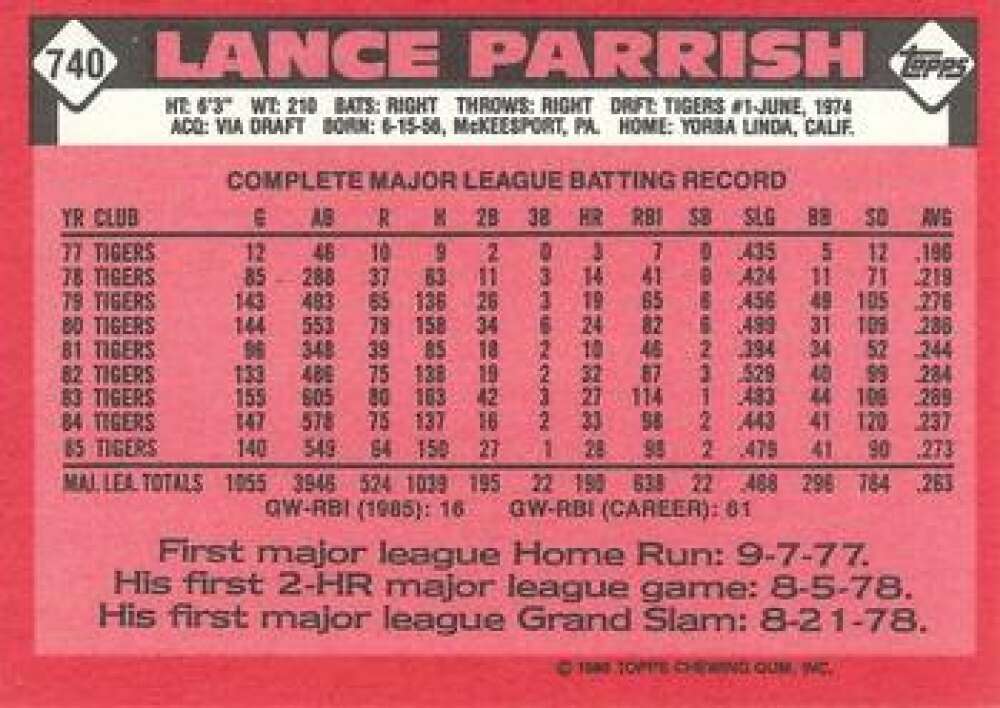 740 LANCE PARRISH Topps
HT: 6'3" WT: 210 BATS: RIGHT THROWS: RIGHT DRFT: TIGERS #1-JUNE, 1974
ACQ: VIA DRAFT BORN: 6-15-56, McKEESPORT, PA. HOME: YORBA LINDA, CALIF.
COMPLETE MAJOR LEAGUE BATTING RECORD
YR CLUB G AB R H 2B 3B HR RBI SB SLG BB SO AVG
77 TIGERS 12 46 10 9 2 0 3 7 0 .435 5 12 .196
78 TIGERS 85 288 37 63 11 3 14 41 0 .424 11 71 .219
79 TIGERS 143 493 65 136 26 3 19 65 6 .456 49 105 .276
80 TIGERS 144 553 79 158 34 6 24 82 6 .499 31 109 .286
81 TIGERS 96 348 39 85 18 2 10 46 2 .394 34 52 .244
82 TIGERS 133 486 75 138 19 2 32 87 3 .529 40 99 .284
83 TIGERS 155 605 80 163 42 3 27 114 1 .483 44 106 .269
84 TIGERS 147 578 75 137 16 2 33 98 2 .443 41 120 .237
85 TIGERS 140 549 64 150 27 1 28 98 2 .479 41 90 .273
MAJ. LEA. TOTALS 1055 3946 524 1039 195 22 190 638 22 .468 296 764 .263
GW-RBI (1985): 16 GW-RBI (CAREER): 61
First major league Home Run: 9-7-77.
His first 2-HR major league game: 8-5-78.
His first major league Grand Slam: 8-21-78.
© 1986 TOPPS CHEWING GUM, INC.